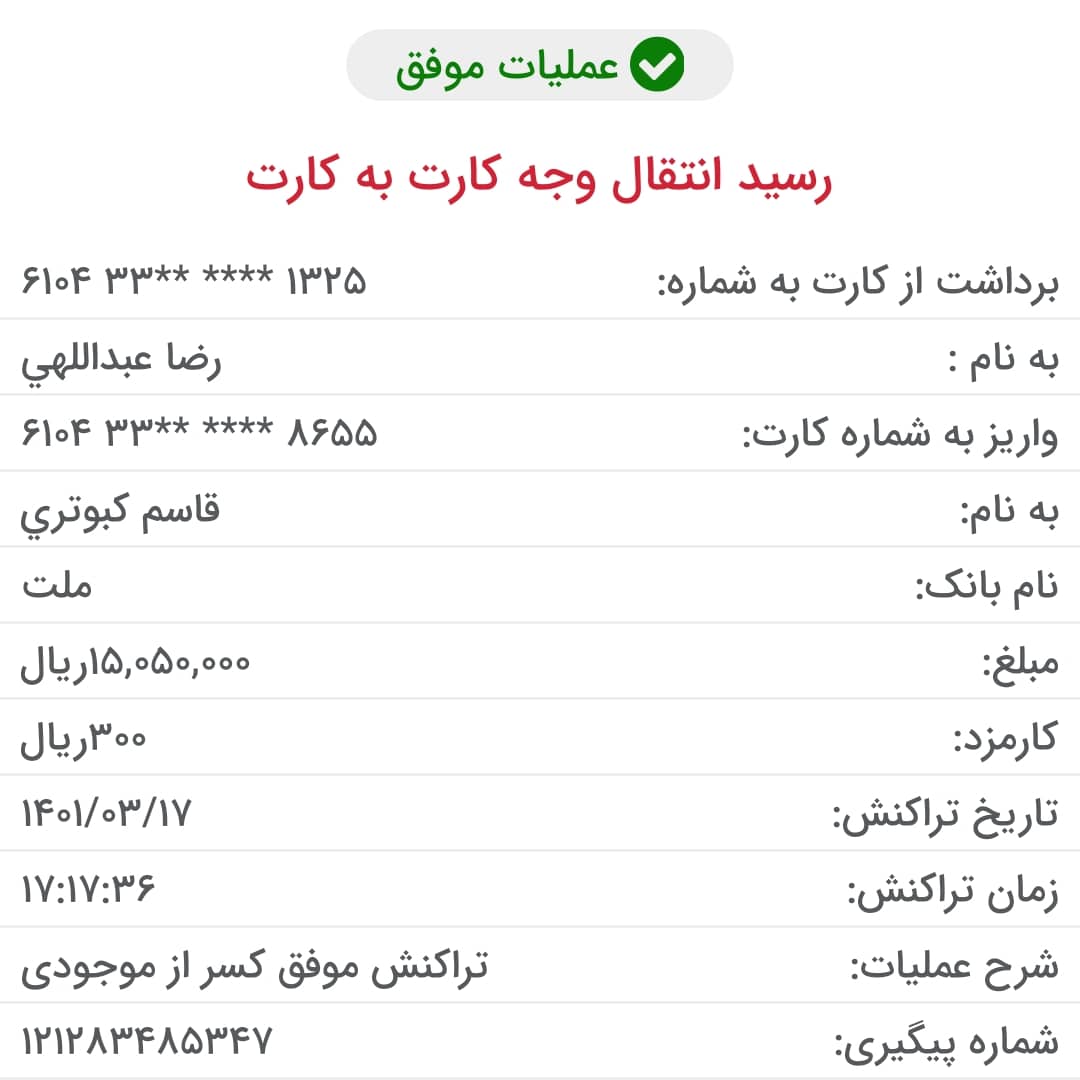 عملیات موفق
رسید انتقال وجه کارت به کارت
برداشت از کارت به شماره: ۶۱۰۴ ۳۳** **** ۱۳۲۵
به نام : رضا عبداللهي
واریز به شماره کارت: ۶۱۰۴ ۳۳** **** ۸۶۵۵
به نام: قاسم کبوتري
نام بانک: ملت
مبلغ: ۱۵,۰۵۰,۰۰۰ریال
کارمزد: ۳۰۰ریال
تاریخ تراکنش: ۱۴۰۱/۰۳/۱۷
زمان تراکنش: ۱۷:۱۷:۳۶
شرح عملیات: تراکنش موفق کسر از موجودی
شماره پیگیری: ۱۲۱۲۸۳۴۸۵۳۴۷